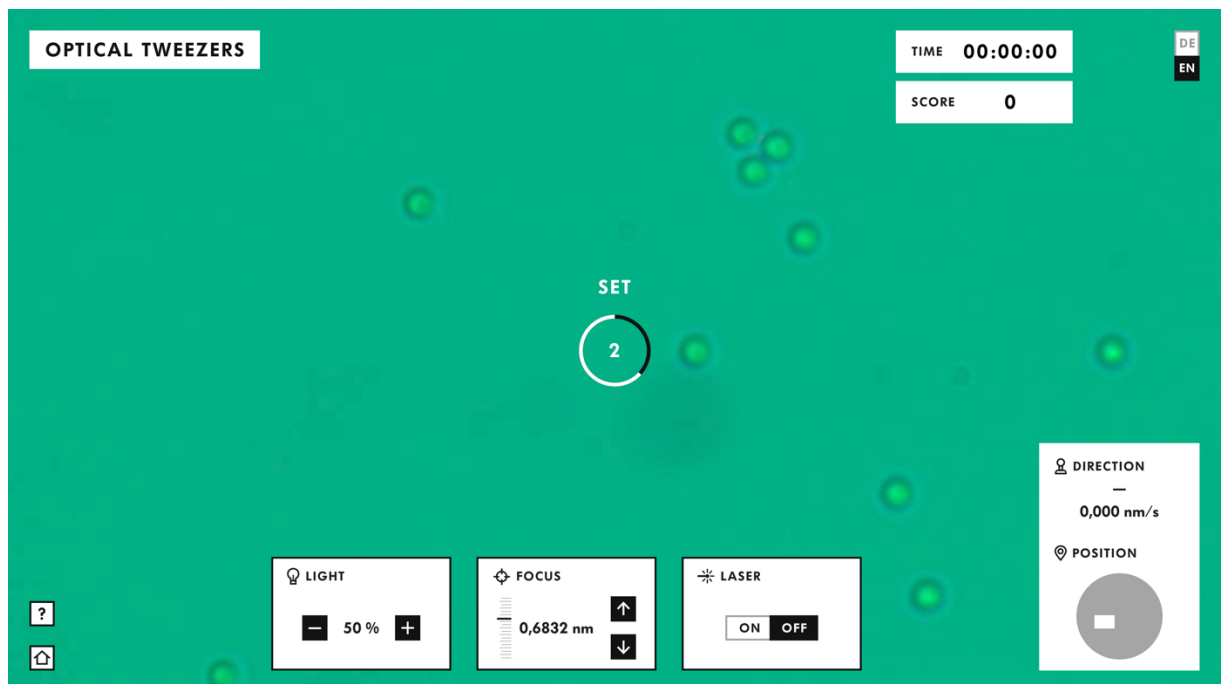 OPTICAL TWEEZERS
TIME 00:00:00
SCORE 0
DE
EN
SET
2
LIGHT
− 50 % +
FOCUS
0,6832 nm
LASER
ON OFF
DIRECTION
—
0,000 nm/s
POSITION
?